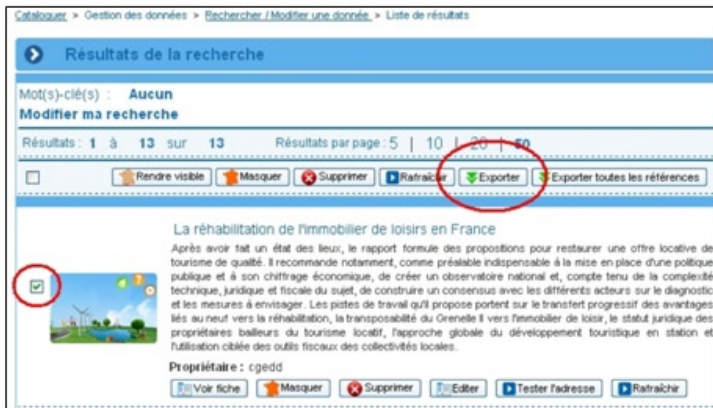 Cataloguer > Gestion des données > Rechercher / Modifier une donnée > Liste de résultats
Résultats de la recherche
Mot(s)-clé(s) : Aucun
Modifier ma recherche
Résultats : 1 à 13 sur 13 Résultats par page : 5 | 10 | 20 | 50
Rendre visible Masquer Supprimer Rafraîchir Exporter Exporter toutes les références
La réhabilitation de l'immobilier de loisirs en France
Après avoir fait un état des lieux, le rapport formule des propositions pour restaurer une offre locative de
tourisme de qualité. Il recommande notamment, comme préalable indispensable à la mise en place d'une politique
publique et à son chiffrage économique, de créer un observatoire national et, compte tenu de la complexité
technique, juridique et fiscale du sujet, de construire un consensus avec les différents acteurs sur le diagnostic
et les mesures à envisager. Les pistes de travail qu'il propose portent sur le transfert progressif des avantages
liés au neuf vers la réhabilitation, la transposabilité du Grenelle II vers l'immobilier de loisir, le statut juridique des
propriétaires bailleurs du tourisme locatif, l'approche globale du développement touristique en station et
l'utilisation ciblée des outils fiscaux des collectivités locales.
Propriétaire : cgedd
Voir fiche Masquer Supprimer Editer Tester l'adresse Rafraîchir